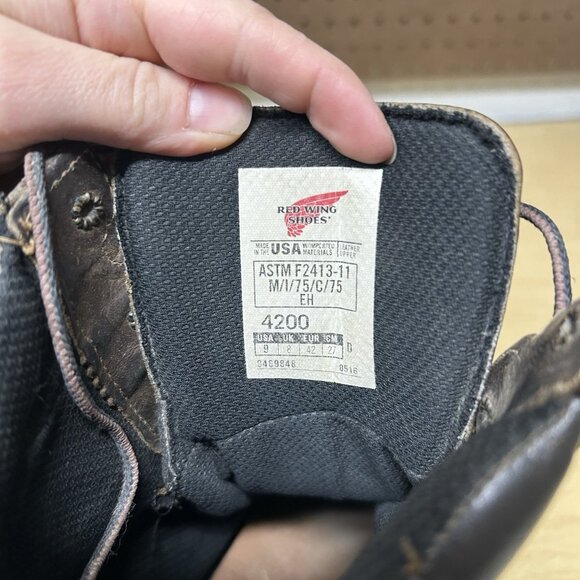 RED WING
SHOES
MADE IN USA W/IMPORTED MATERIALS LEATHER UPPER
ASTM F2413-11
M/I/75/C/75
EH
4200
USA UK EUR CM
9 8 42 27 D
0516